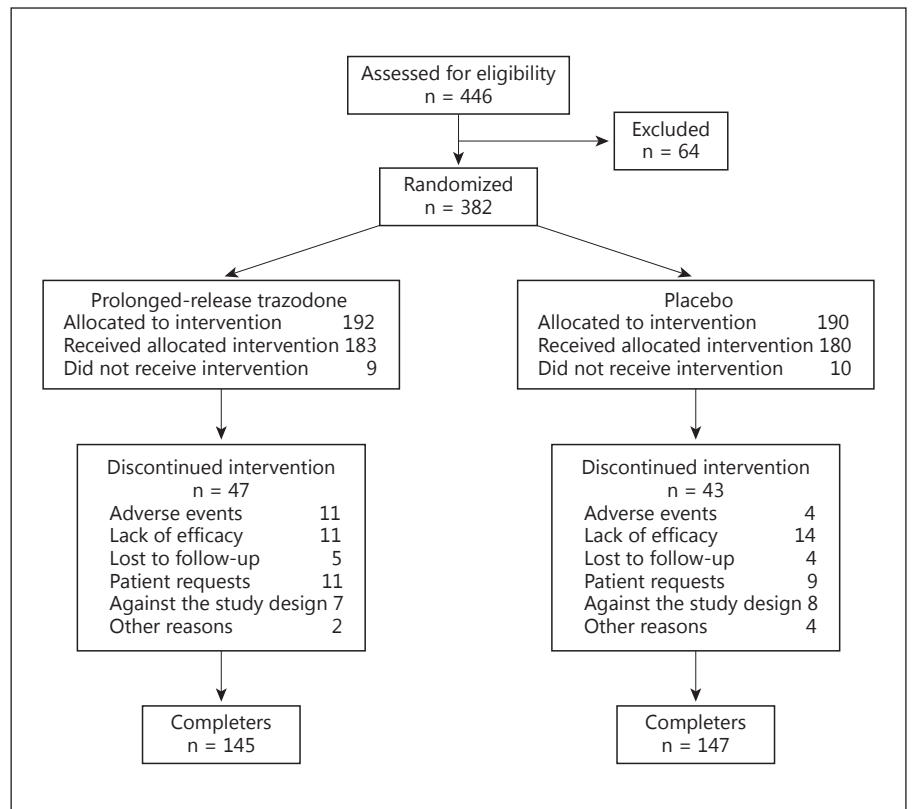 Assessed for eligibility
n = 446
Excluded
n = 64
Randomized
n = 382
Prolonged-release trazodone
Allocated to intervention 192
Received allocated intervention 183
Did not receive intervention 9
Placebo
Allocated to intervention 190
Received allocated intervention 180
Did not receive intervention 10
Discontinued intervention
n = 47
Adverse events 11
Lack of efficacy 11
Lost to follow-up 5
Patient requests 11
Against the study design 7
Other reasons 2
Discontinued intervention
n = 43
Adverse events 4
Lack of efficacy 14
Lost to follow-up 4
Patient requests 9
Against the study design 8
Other reasons 4
Completers
n = 145
Completers
n = 147